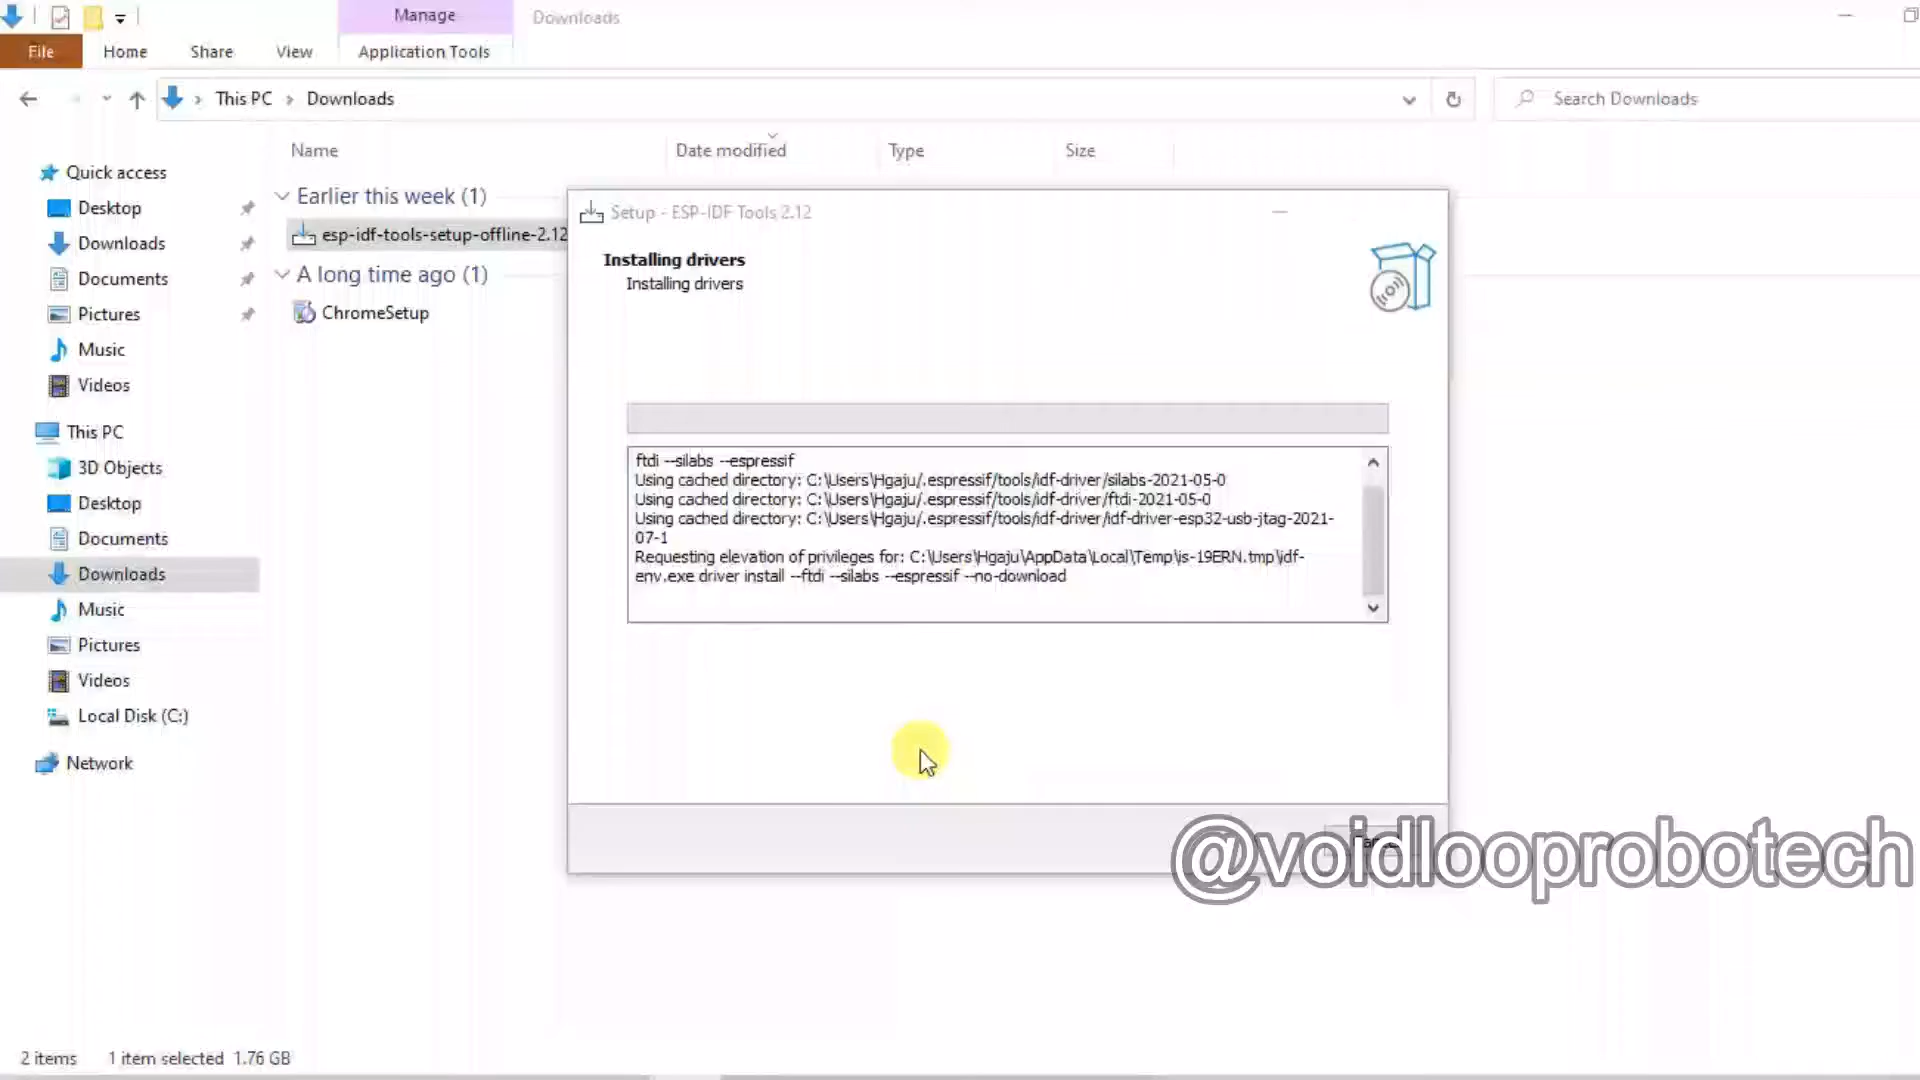 Manage
Downloads
File
Home
Share
View
Application Tools
This PC
Downloads
Search Downloads
Name
Date modified
Type
Size
Quick access
Desktop
Downloads
Documents
Pictures
Music
Videos
This PC
3D Objects
Desktop
Documents
Downloads
Music
Pictures
Videos
Local Disk (C:)
Network
Earlier this week (1)
esp-idf-tools-setup-offline-2.12
A long time ago (1)
ChromeSetup
Setup - ESP-IDF Tools 2.12
Installing drivers
Installing drivers
ftdi --silabs --espressif
Using cached directory: C:\Users\Hgaju/.espressif/tools/idf-driver/silabs-2021-05-0
Using cached directory: C:\Users\Hgaju/.espressif/tools/idf-driver/ftdi-2021-05-0
Using cached directory: C:\Users\Hgaju/.espressif/tools/idf-driver/idf-driver-esp32-usb-jtag-2021-
07-1
Requesting elevation of privileges for: C:\Users\Hgaju\AppData\Local\Temp\is-19ERN.tmp\idf-
env.exe driver install --ftdi --silabs --espressif --no-download
@voidlooprobotech
2 items
1 item selected 1.76 GB